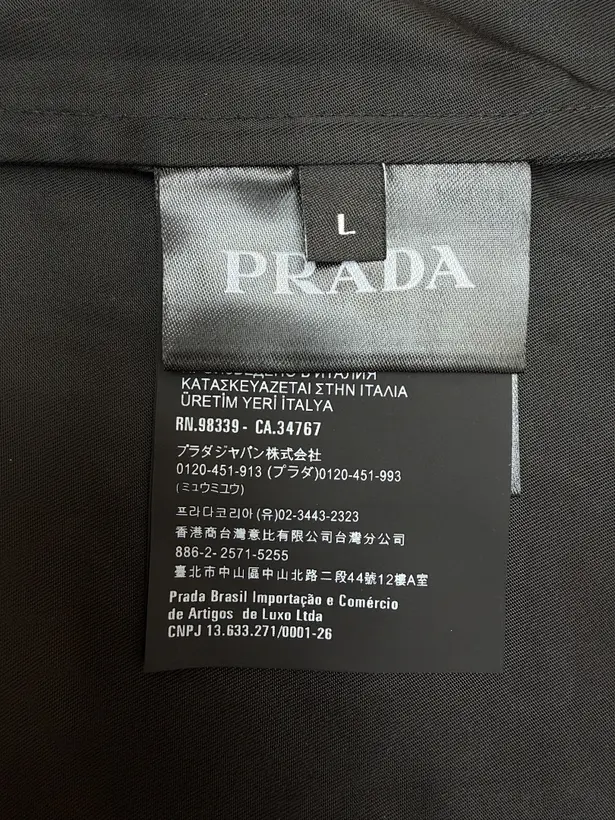 L
PRADA
ΚΑΤΑΣΚΕΥΑΖΕΤΑΙ ΣΤΗΝ ΙΤΑΛΙΑ
ÜRETİM YERİ İTALYA
RN.98339 - CA.34767
プラダジャパン株式会社
0120-451-913 (プラダ)0120-451-993
(ミュウミュウ)
프라다코리아(유)02-3443-2323
香港商台灣意比有限公司台灣分公司
886-2- 2571-5255
臺北市中山區中山北路二段44號12樓A室
Prada Brasil Importação e Comércio
de Artigos de Luxo Ltda
CNPJ 13.633.271/0001-26